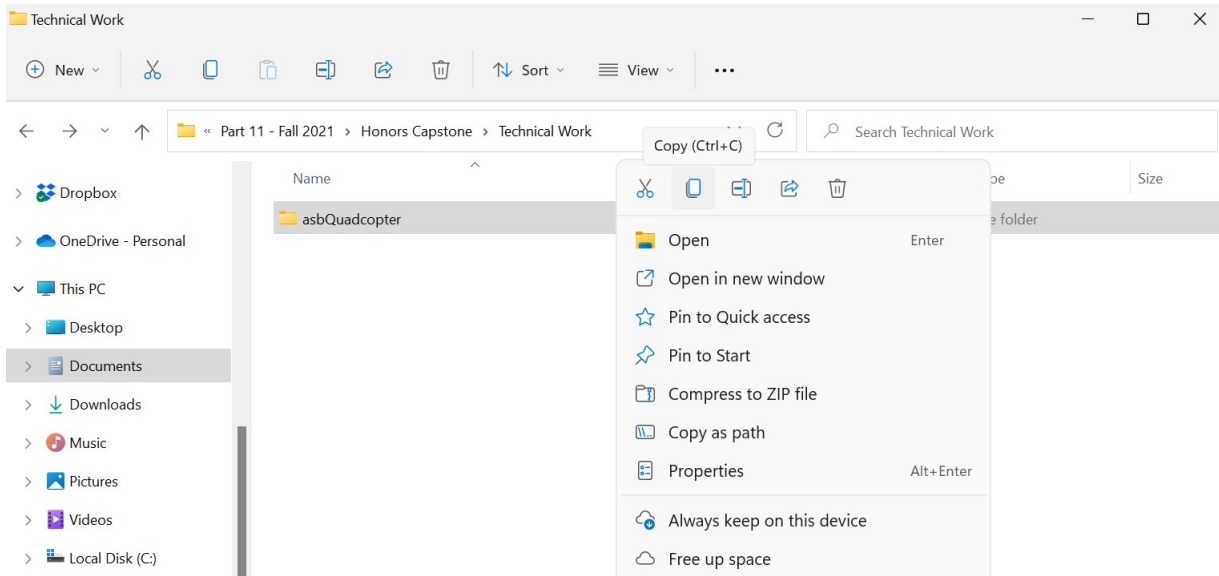 Technical Work
New
Sort
View
« Part 11 - Fall 2021 > Honors Capstone > Technical Work
Search Technical Work
Copy (Ctrl+C)
Name
Size
Dropbox
OneDrive - Personal
This PC
Desktop
Documents
Downloads
Music
Pictures
Videos
Local Disk (C:)
asbQuadcopter
folder
Open Enter
Open in new window
Pin to Quick access
Pin to Start
Compress to ZIP file
Copy as path
Properties Alt+Enter
Always keep on this device
Free up space